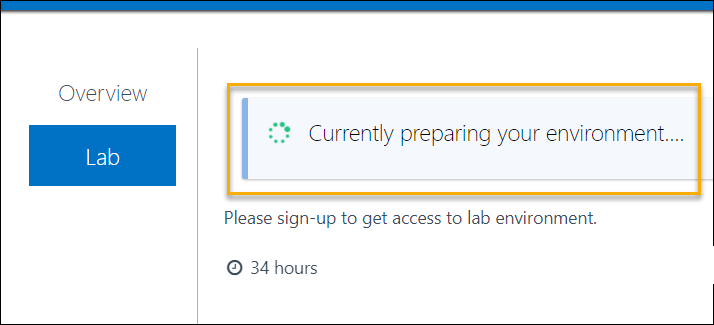 Overview
Lab
Currently preparing your environment....
Please sign-up to get access to lab environment.
34 hours